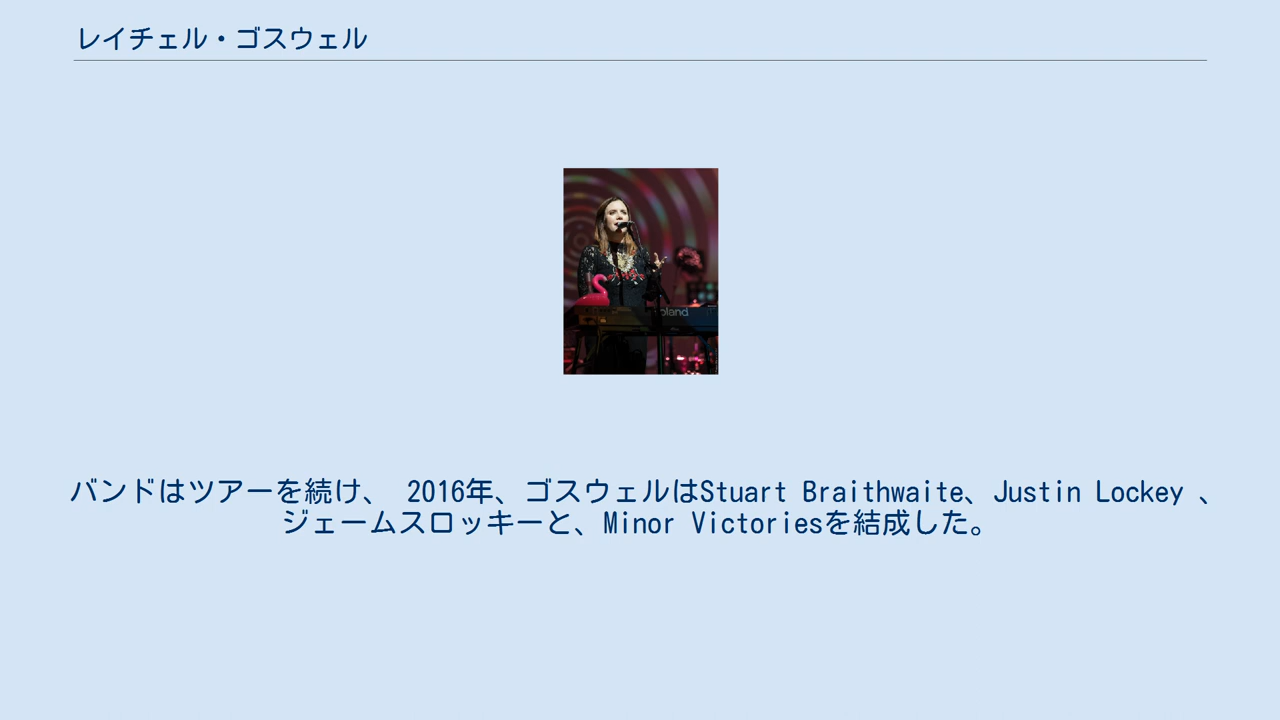 レイチェル・ゴスウェル
oland
バンドはツアーを続け、 2016年、ゴスウェルはStuart Braithwaite、Justin Lockey 、
ジェームスロッキーと、Minor Victoriesを結成した。